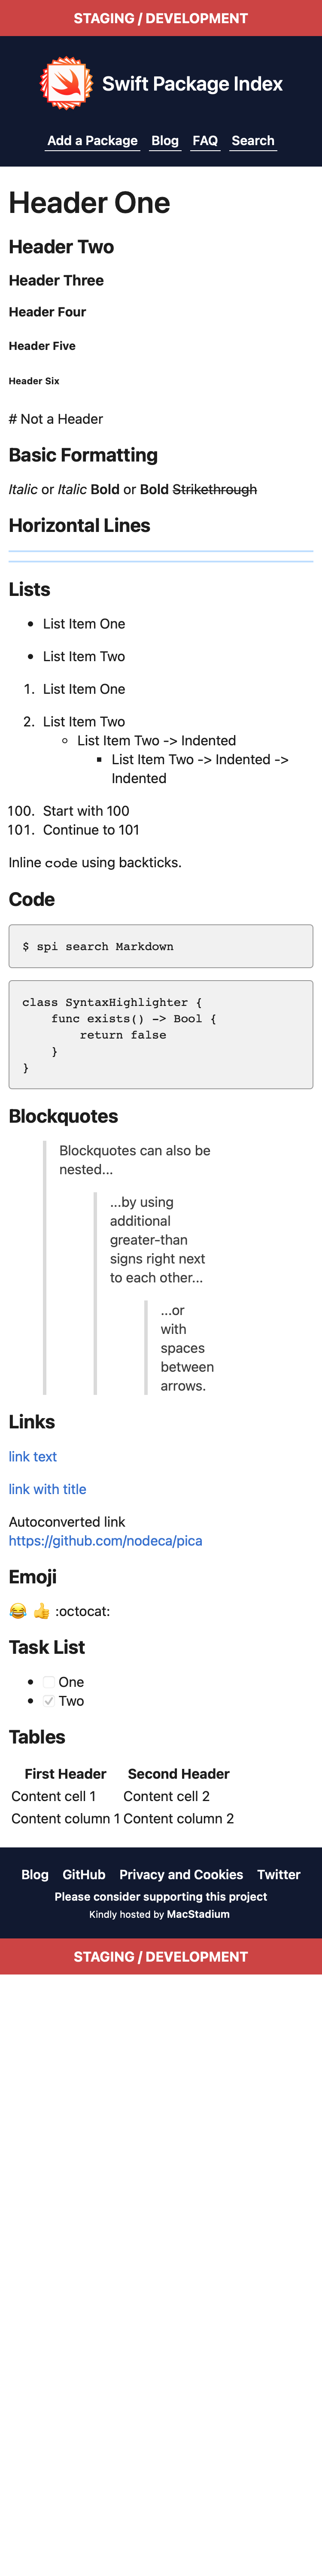 STAGING / DEVELOPMENT
Swift Package Index
Add a Package Blog FAQ Search
Header One
Header Two
Header Three
Header Four
Header Five
Header Six
# Not a Header
Basic Formatting
Italic or Italic Bold or Bold Strikethrough
Horizontal Lines
Lists
• List Item One
• List Item Two
1. List Item One
2. List Item Two
◦ List Item Two -> Indented
▪ List Item Two -> Indented ->
Indented
100. Start with 100
101. Continue to 101
Inline code using backticks.
Code
$ spi search Markdown
class SyntaxHighlighter {
    func exists() -> Bool {
        return false
    }
}
Blockquotes
Blockquotes can also be
nested...
...by using
additional
greater-than
signs right next
to each other...
...or
with
spaces
between
arrows.
Links
link text
link with title
Autoconverted link
https://github.com/nodeca/pica
Emoji
😂 👍 :octocat:
Task List
• ☐ One
• ☑ Two
Tables
First Header Second Header
Content cell 1 Content cell 2
Content column 1 Content column 2
Blog GitHub Privacy and Cookies Twitter
Please consider supporting this project
Kindly hosted by MacStadium
STAGING / DEVELOPMENT